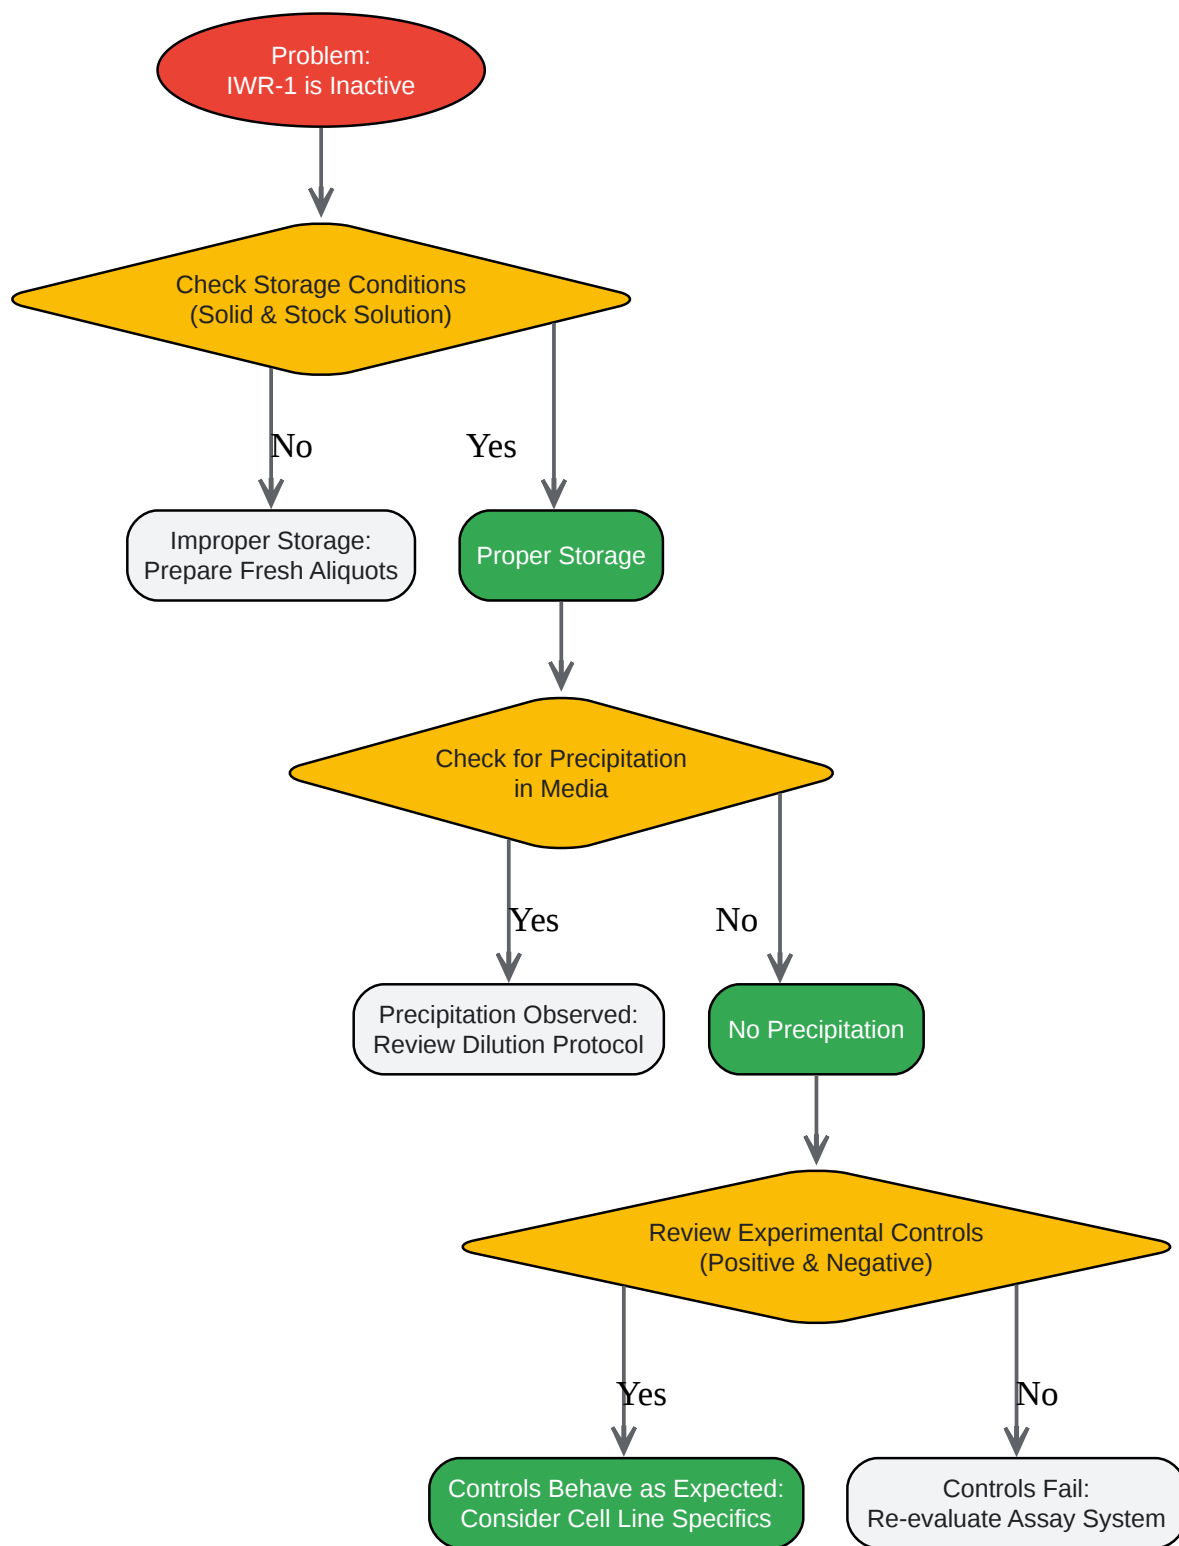 Problem:
IWR-1 is Inactive
Check Storage Conditions
(Solid & Stock Solution)
No
Yes
Improper Storage:
Prepare Fresh Aliquots
Proper Storage
Check for Precipitation
in Media
Yes
No
Precipitation Observed:
Review Dilution Protocol
No Precipitation
Review Experimental Controls
(Positive & Negative)
Yes
No
Controls Behave as Expected:
Consider Cell Line Specifics
Controls Fail:
Re-evaluate Assay System